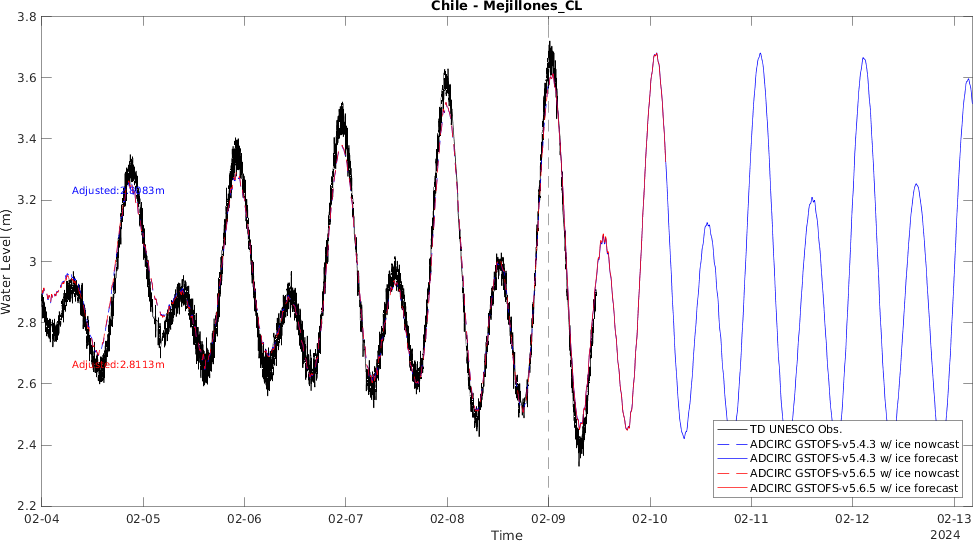 Chile - Mejillones_CL
3.8
3.6
3.4
3.2
3
2.8
2.6
2.4
2.2
Water Level (m)
Adjusted:2.8083m
Adjusted:2.8113m
TD UNESCO Obs.
ADCIRC GSTOFS-v5.4.3 w/ ice nowcast
ADCIRC GSTOFS-v5.4.3 w/ ice forecast
ADCIRC GSTOFS-v5.6.5 w/ ice nowcast
ADCIRC GSTOFS-v5.6.5 w/ ice forecast
02-04 02-05 02-06 02-07 02-08 02-09 02-10 02-11 02-12 02-13
Time
2024